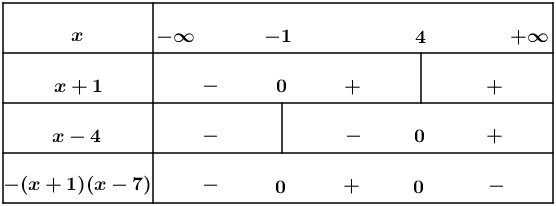 x −∞ −1 4 +∞
x + 1 − 0 + +
x − 4 − − 0 +
−(x + 1)(x − 7) − 0 + 0 −